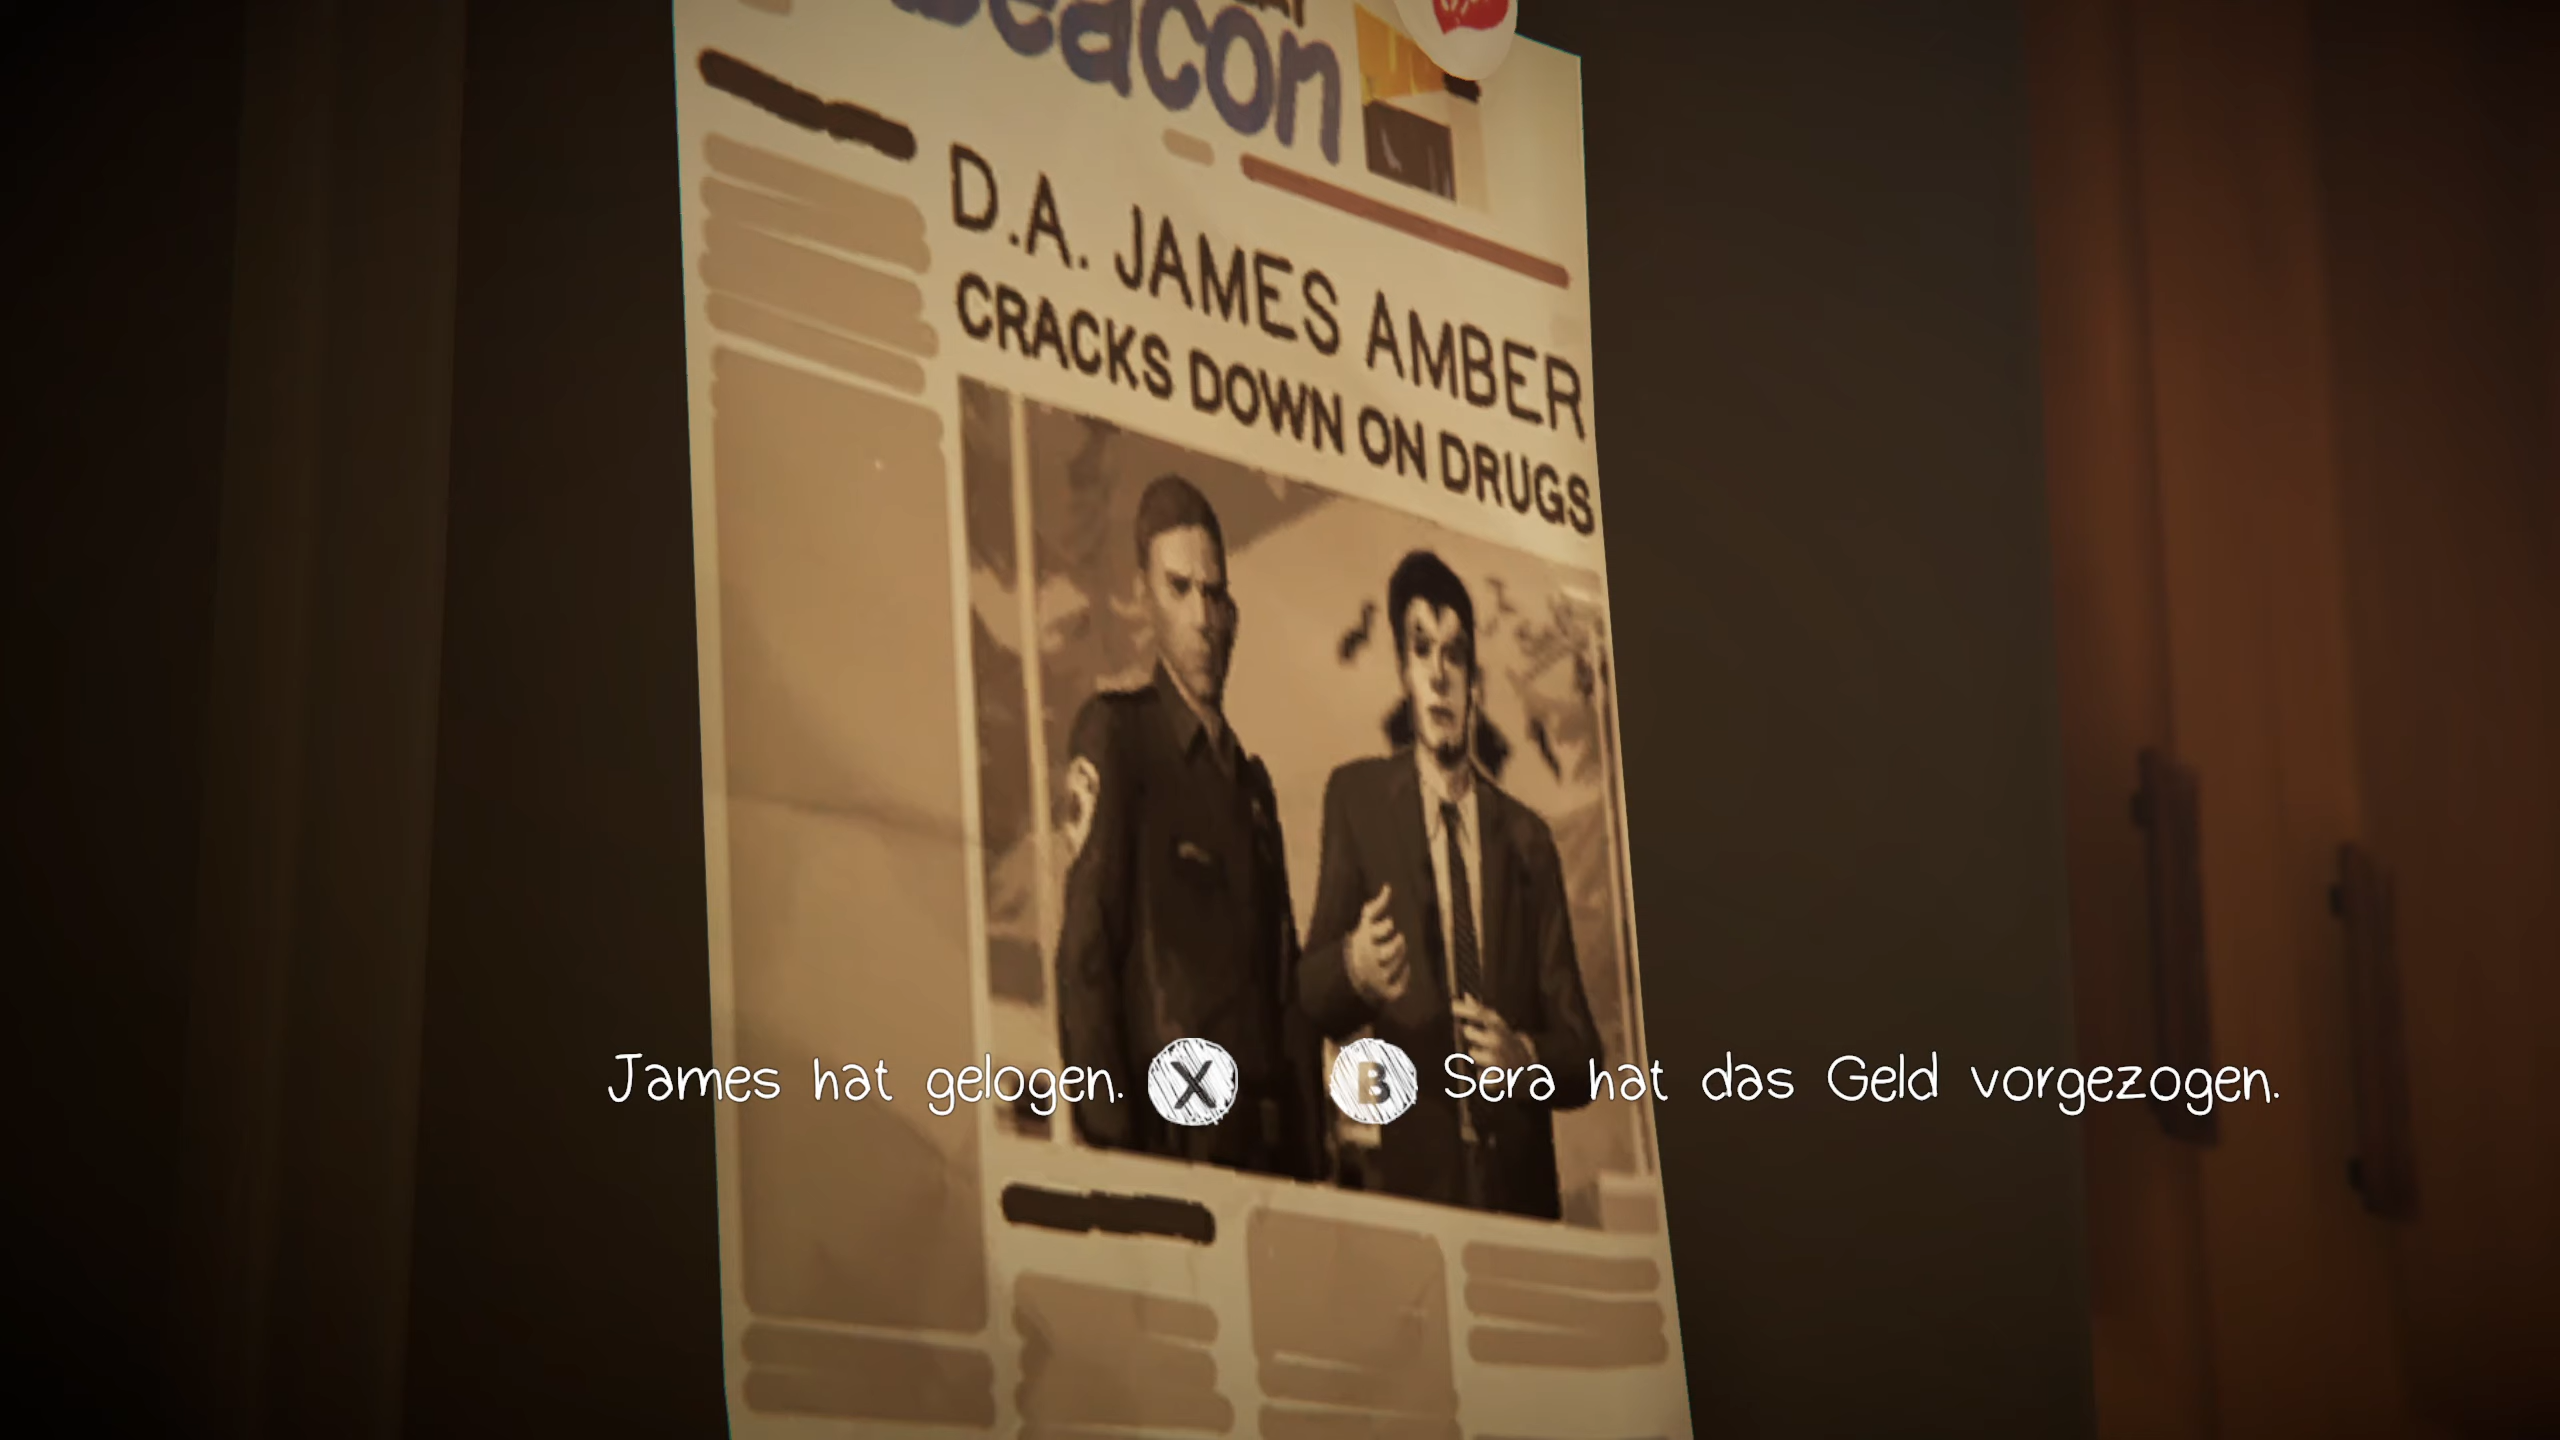 Beacon
D.A. JAMES AMBER
CRACKS DOWN ON DRUGS
James hat gelogen. X
B Sera hat das Geld vorgezogen.